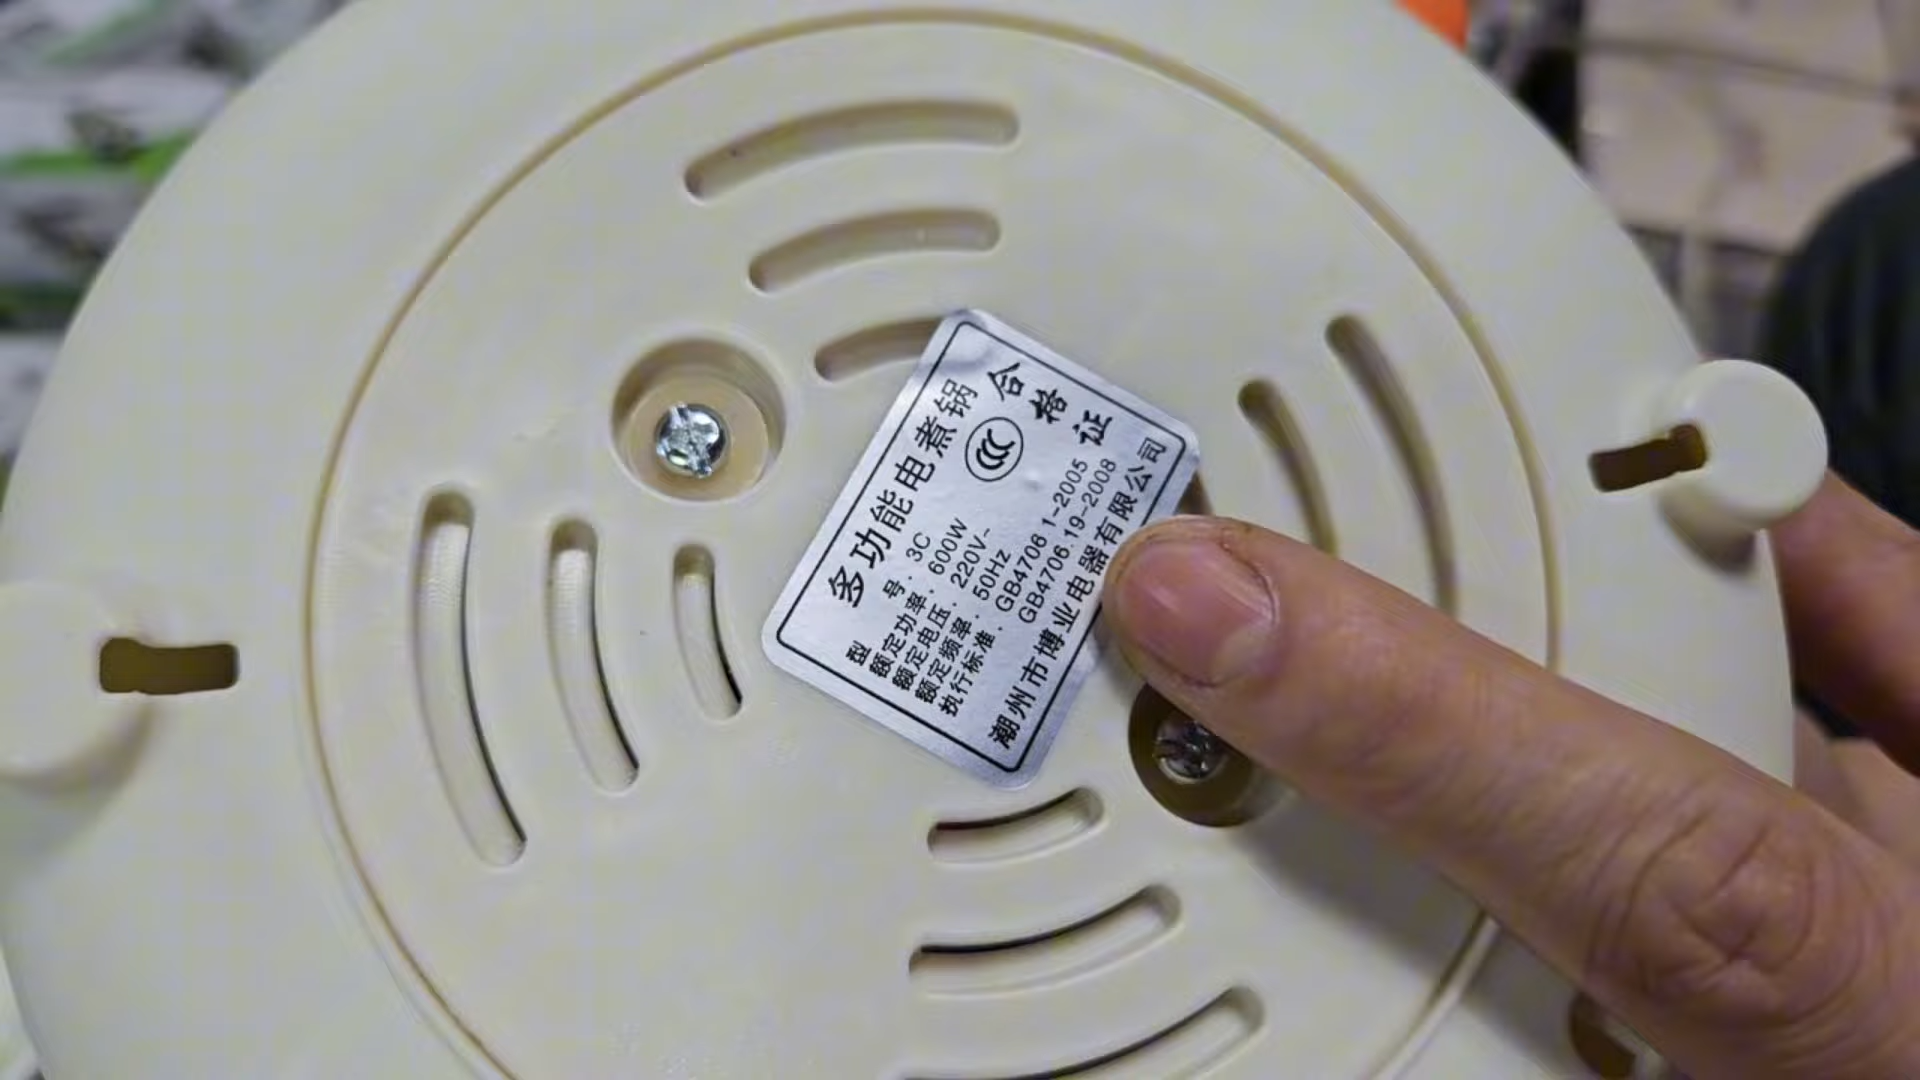 多功能电煮锅
合格证
型号：3C
额定功率：600W
额定电压：220V~
额定频率：50Hz
执行标准：GB4706.1-2005
GB4706.19-2008
潮州市博业电器有限公司